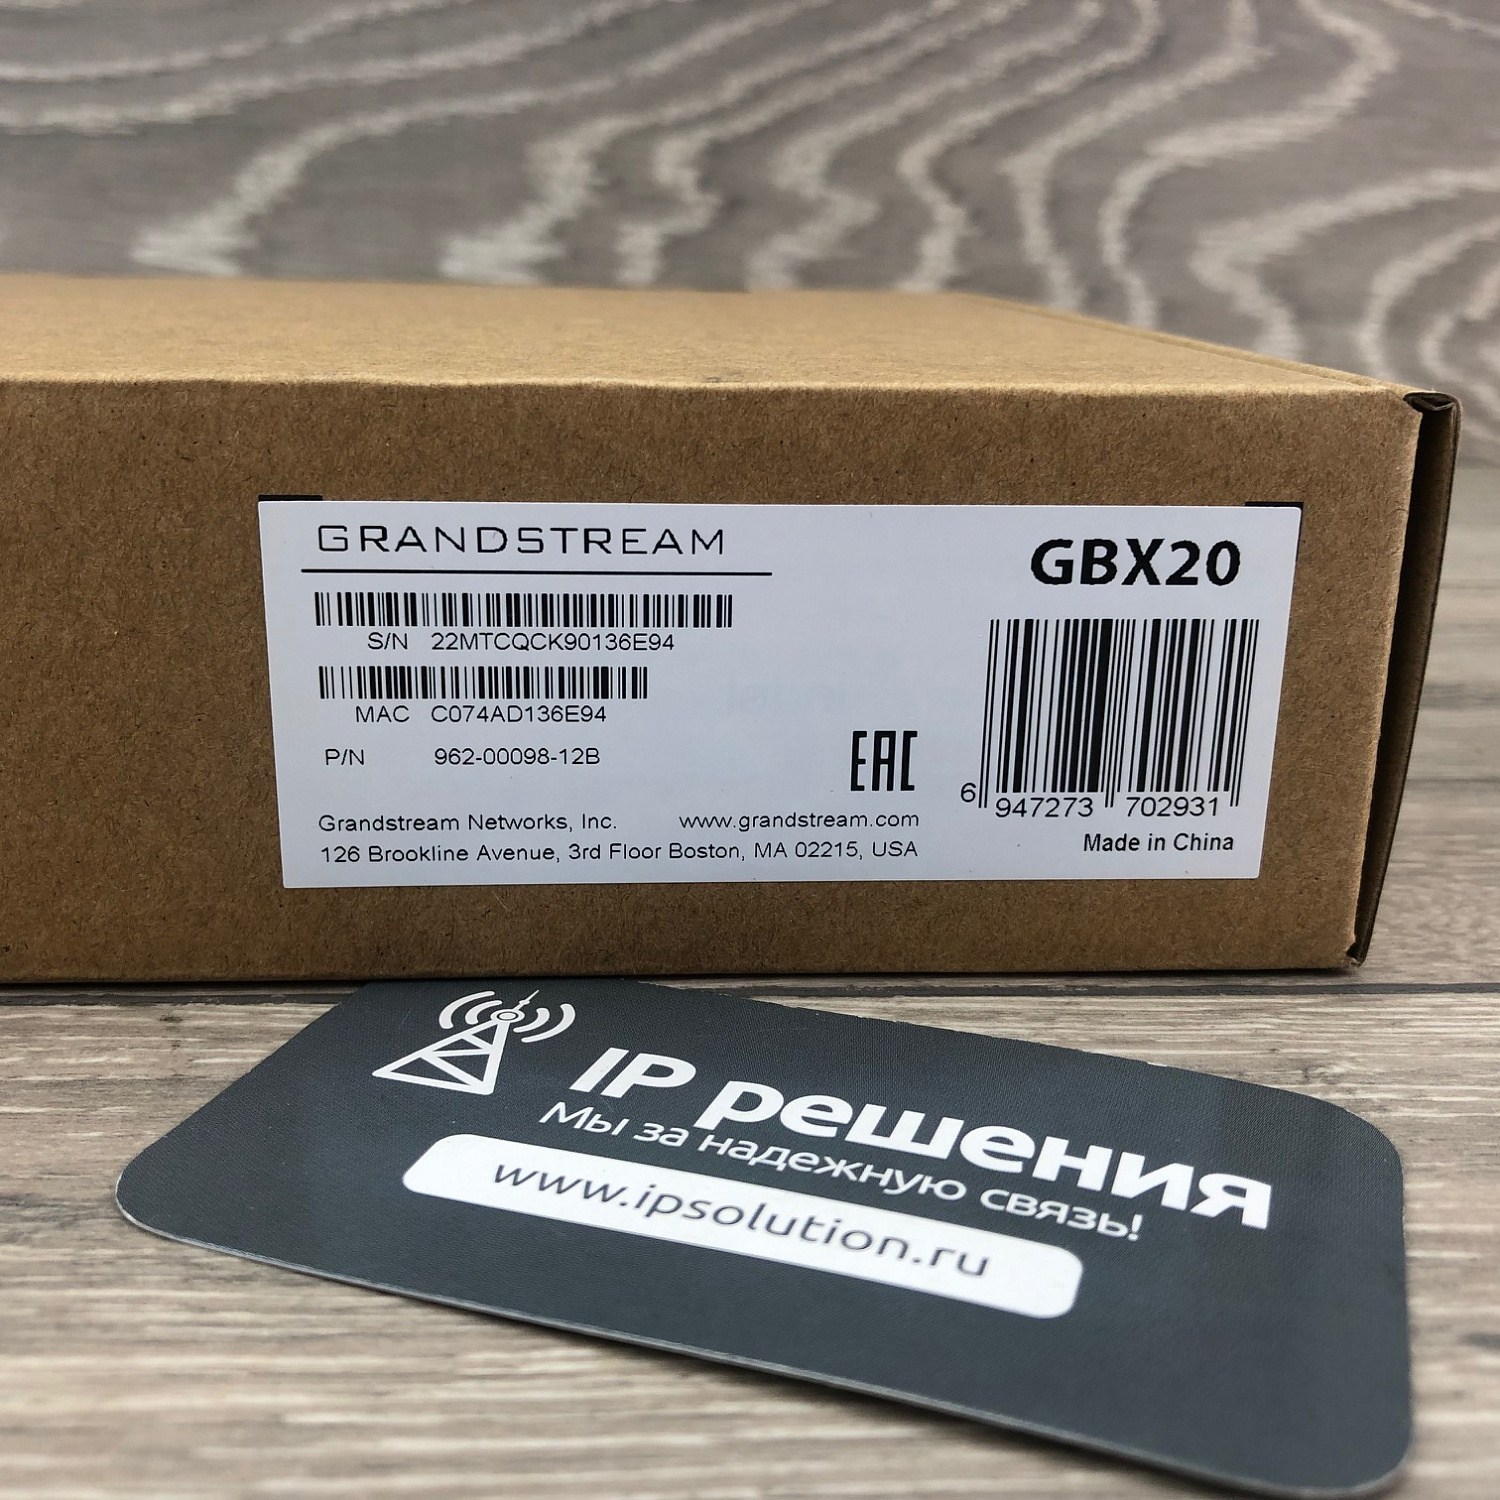 GRANDSTREAM
GBX20
S/N 22MTCQCK90136E94
MAC C074AD136E94
P/N 962-00098-12B
EAC
6 947273 702931
Grandstream Networks, Inc. www.grandstream.com
126 Brookline Avenue, 3rd Floor Boston, MA 02215, USA
Made in China
IP решения
Мы за надежную связь!
www.ipsolution.ru